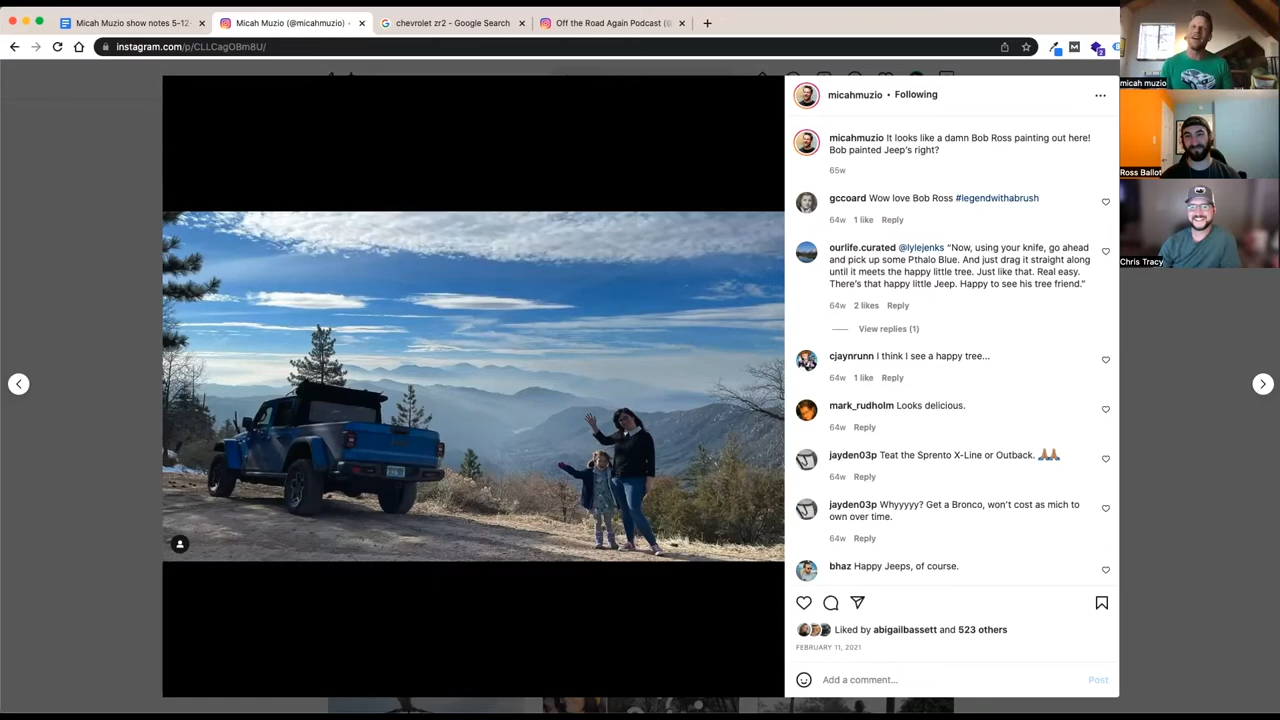 Micah Muzio show notes 5-12-
Micah Muzio (@micahmuzio) •
chevrolet zr2 - Google Search
Off the Road Again Podcast (@
instagram.com/p/CLLCagOBm8U/
micah muzio
Ross Ballot
Chris Tracy
micahmuzio • Following
micahmuzio It looks like a damn Bob Ross painting out here!
Bob painted Jeep's right?
65w
gccoard Wow love Bob Ross #legendwithabrush
64w 1 like Reply
ourlife.curated @lylejenks “Now, using your knife, go ahead
and pick up some Pthalo Blue. And just drag it straight along
until it meets the happy little tree. Just like that. Real easy.
There's that happy little Jeep. Happy to see his tree friend.”
64w 2 likes Reply
View replies (1)
cjaynrunn I think I see a happy tree...
64w 1 like Reply
mark_rudholm Looks delicious.
64w Reply
jayden03p Teat the Sprento X-Line or Outback. 🙏🏽🙏🏽
64w Reply
jayden03p Whyyyyy? Get a Bronco, won't cost as mich to
own over time.
64w Reply
bhaz Happy Jeeps, of course.
Liked by abigailbassett and 523 others
FEBRUARY 11, 2021
Add a comment...
Post